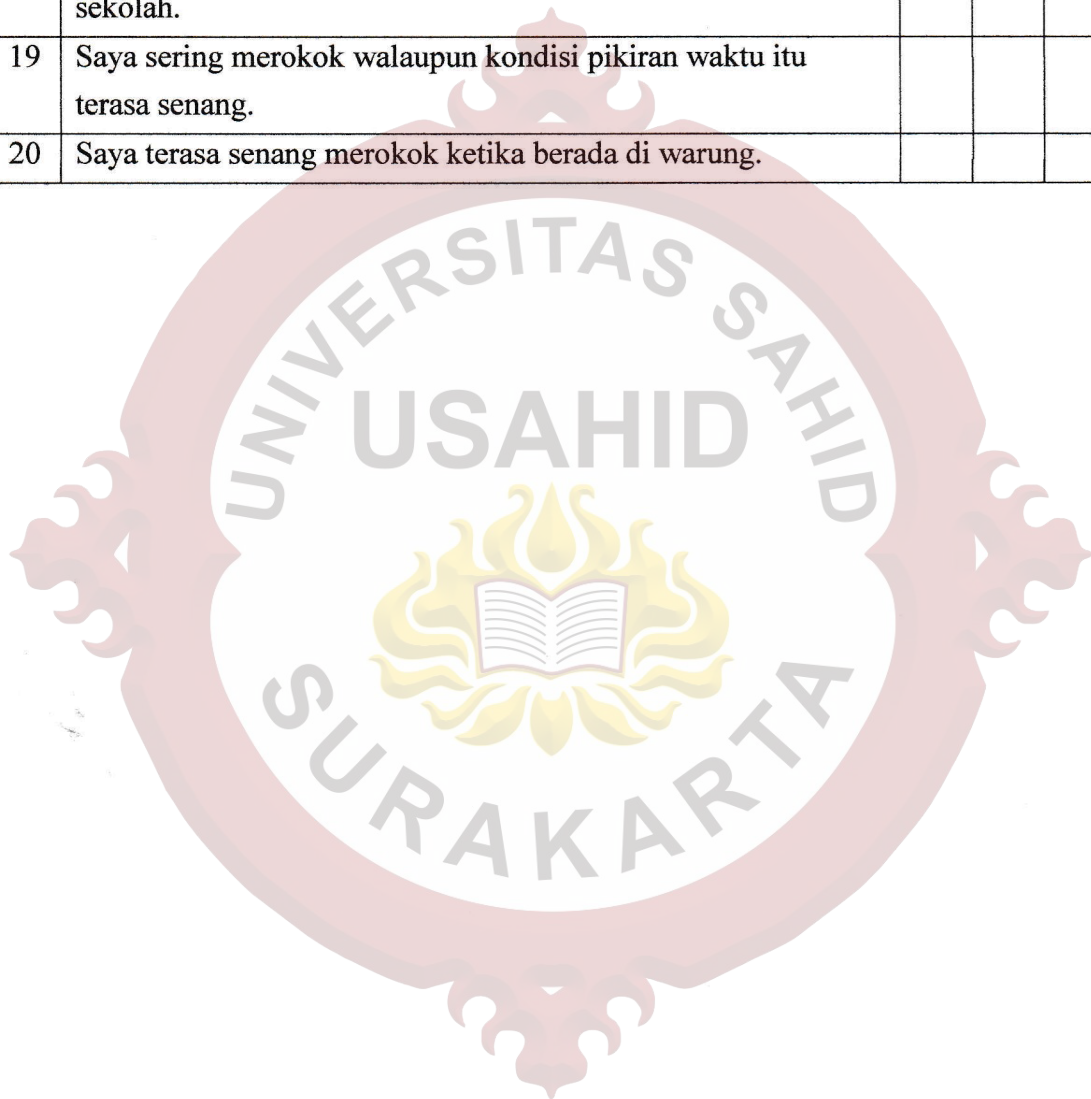 sekolah.
19 Saya sering merokok walaupun kondisi pikiran waktu itu
terasa senang.
20 Saya terasa senang merokok ketika berada di warung.
UNIVERSITAS SAHID
USAHID
SURAKARTA